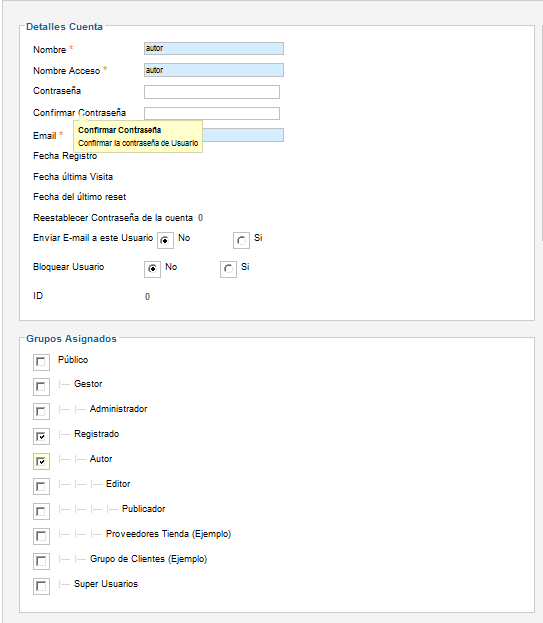 Detalles Cuenta
Nombre *
autor
Nombre Acceso *
autor
Contraseña
Confirmar Contraseña
Confirmar Contraseña
Confirmar la contraseña de Usuario
Email *
Fecha Registro
Fecha última Visita
Fecha del último reset
Reestablecer Contraseña de la cuenta 0
Enviar E-mail a este Usuario No Si
Bloquear Usuario No Si
ID 0
Grupos Asignados
Público
Gestor
Administrador
Registrado
Autor
Editor
Publicador
Proveedores Tienda (Ejemplo)
Grupo de Clientes (Ejemplo)
Super Usuarios